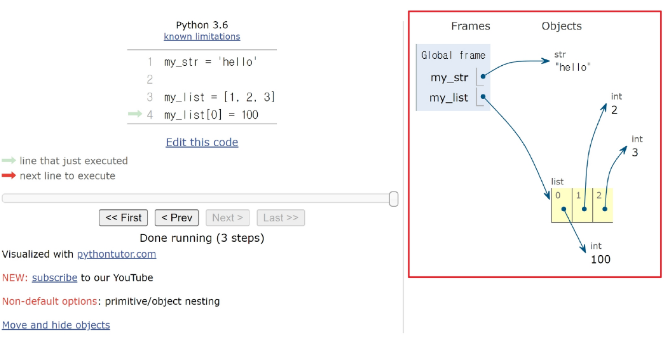 Python 3.6
known limitations
1 my_str = 'hello'
2
3 my_list = [1, 2, 3]
4 my_list[0] = 100
Edit this code
line that just executed
next line to execute
<< First
< Prev
Next >
Last >>
Done running (3 steps)
Visualized with pythontutor.com
NEW: subscribe to our YouTube
Non-default options: primitive/object nesting
Move and hide objects
Frames
Objects
Global frame
my_str
my_list
str
"hello"
int
2
int
3
list
0 1 2
int
100